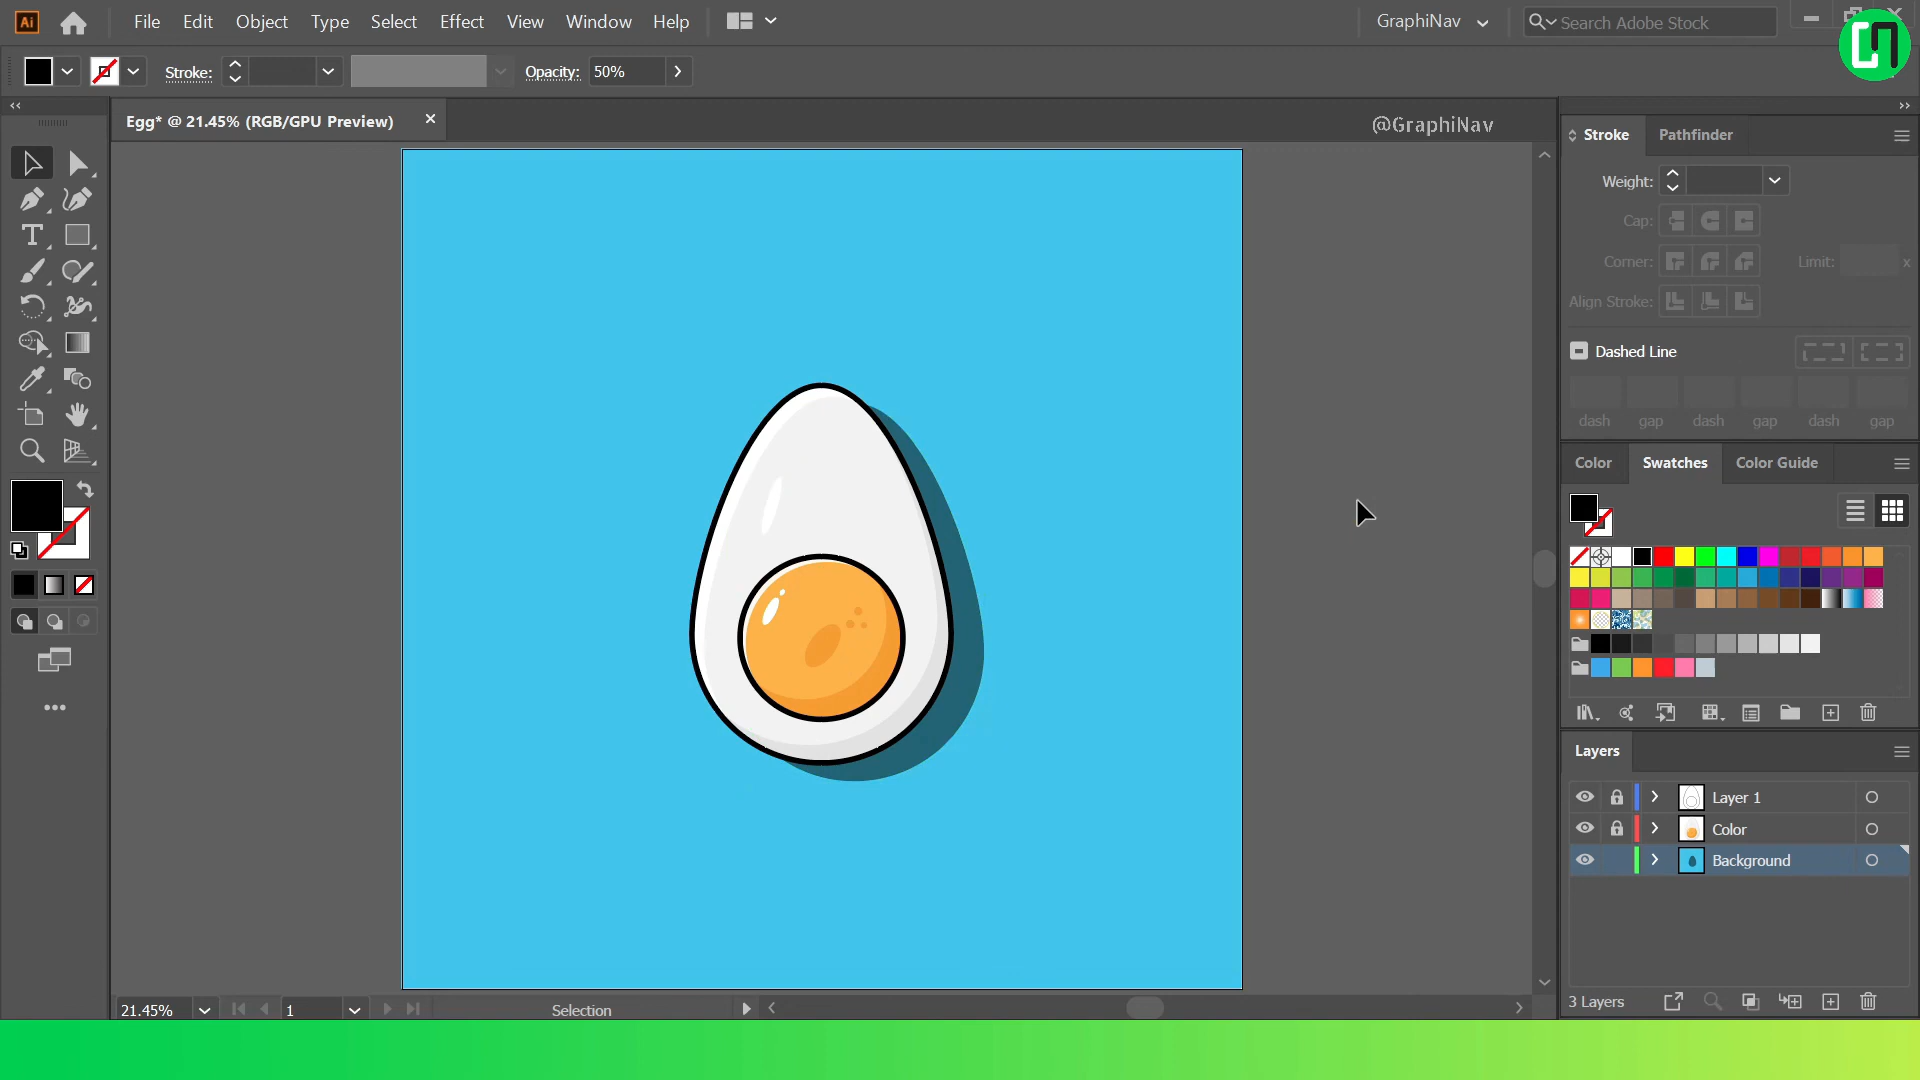 Ai File Edit Object Type Select Effect View Window Help GraphiNav Search Adobe Stock
Stroke: Opacity: 50%
Egg* @ 21.45% (RGB/GPU Preview) × @GraphiNav
Stroke Pathfinder
Weight:
Cap:
Corner: Limit: x
Align Stroke:
Dashed Line
dash gap dash gap dash gap
Color Swatches Color Guide
Layers
Layer 1
Color
Background
3 Layers
21.45% 1 Selection